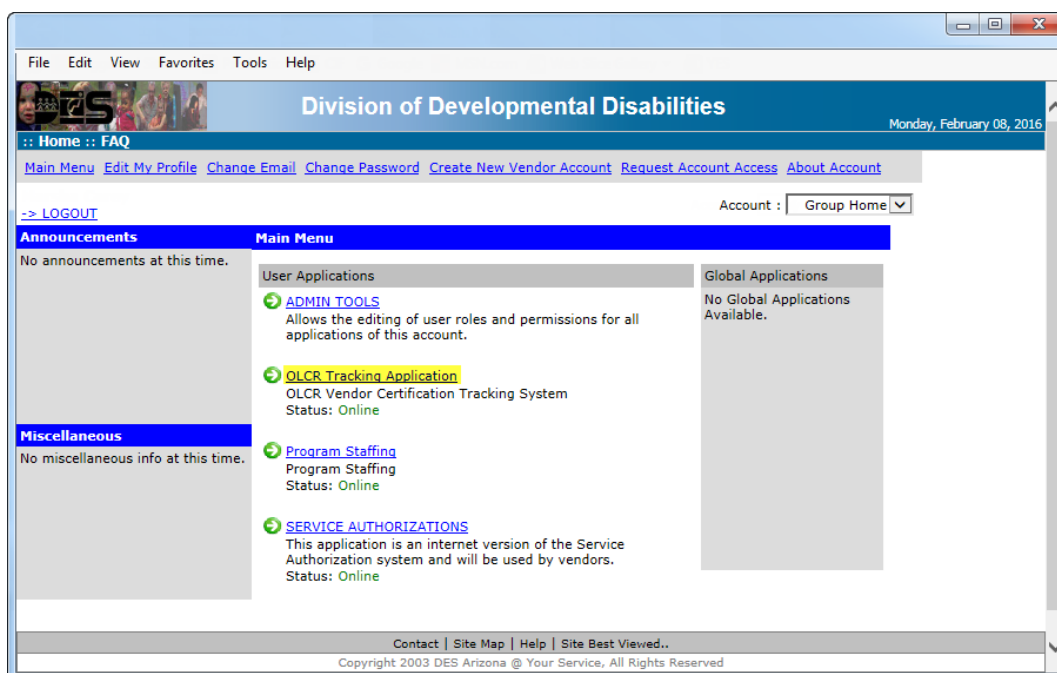 File Edit View Favorites Tools Help
DES
Division of Developmental Disabilities
Monday, February 08, 2016
:: Home :: FAQ
Main Menu Edit My Profile Change Email Change Password Create New Vendor Account Request Account Access About Account
-> LOGOUT
Account : Group Home
Announcements
No announcements at this time.
Miscellaneous
No miscellaneous info at this time.
Main Menu
User Applications
ADMIN TOOLS
Allows the editing of user roles and permissions for all
applications of this account.
OLCR Tracking Application
OLCR Vendor Certification Tracking System
Status: Online
Program Staffing
Program Staffing
Status: Online
SERVICE AUTHORIZATIONS
This application is an internet version of the Service
Authorization system and will be used by vendors.
Status: Online
Global Applications
No Global Applications
Available.
Contact | Site Map | Help | Site Best Viewed..
Copyright 2003 DES Arizona @ Your Service, All Rights Reserved